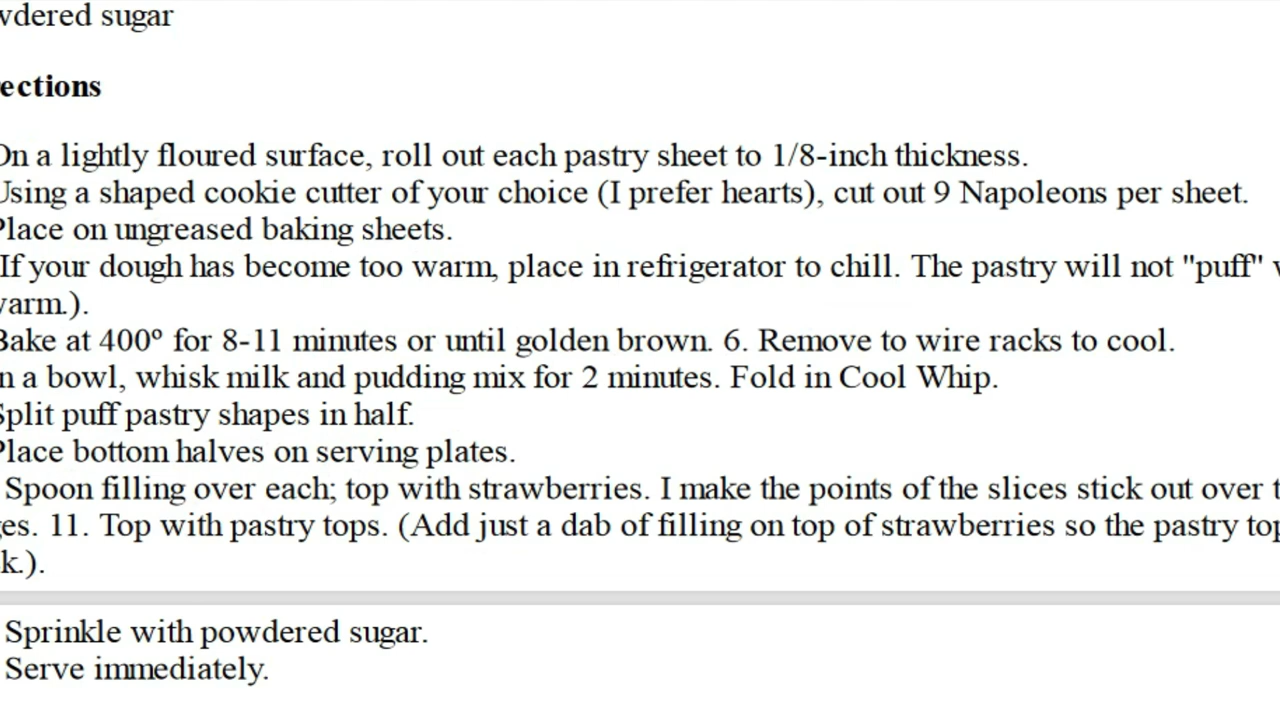 wdered sugar
ections
On a lightly floured surface, roll out each pastry sheet to 1/8-inch thickness.
Using a shaped cookie cutter of your choice (I prefer hearts), cut out 9 Napoleons per sheet.
Place on ungreased baking sheets.
If your dough has become too warm, place in refrigerator to chill. The pastry will not "puff"
warm.).
Bake at 400º for 8-11 minutes or until golden brown. 6. Remove to wire racks to cool.
n a bowl, whisk milk and pudding mix for 2 minutes. Fold in Cool Whip.
Split puff pastry shapes in half.
Place bottom halves on serving plates.
Spoon filling over each; top with strawberries. I make the points of the slices stick out over t
es. 11. Top with pastry tops. (Add just a dab of filling on top of strawberries so the pastry top
k.).
Sprinkle with powdered sugar.
Serve immediately.